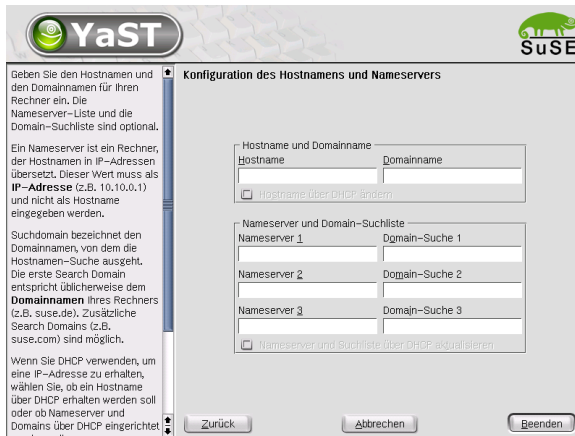 YaST
SuSE
Geben Sie den Hostnamen und
den Domainnamen für Ihren
Rechner ein. Die
Nameserver-Liste und die
Domain-Suchliste sind optional.
Ein Nameserver ist ein Rechner,
der Hostnamen in IP-Adressen
übersetzt. Dieser Wert muss als
IP-Adresse (z.B. 10.10.0.1)
und nicht als Hostname
eingegeben werden.
Suchdomain bezeichnet den
Domainnamen, von dem die
Hostnamen-Suche ausgeht.
Die erste Search Domain
entspricht üblicherweise dem
Domainnamen Ihres Rechners
(z.B. suse.de). Zusätzliche
Search Domains (z.B.
suse.com) sind möglich.
Wenn Sie DHCP verwenden, um
eine IP-Adresse zu erhalten,
wählen Sie, ob ein Hostname
über DHCP erhalten werden soll
oder ob Nameserver und
Domains über DHCP eingerichtet
Konfiguration des Hostnamens und Nameservers
Hostname und Domainname
Hostname Domainname
Hostname über DHCP ändern
Nameserver und Domain-Suchliste
Nameserver 1 Domain-Suche 1
Nameserver 2 Domain-Suche 2
Nameserver 3 Domain-Suche 3
Nameserver und Suchliste über DHCP aktualisieren
Zurück Abbrechen Beenden